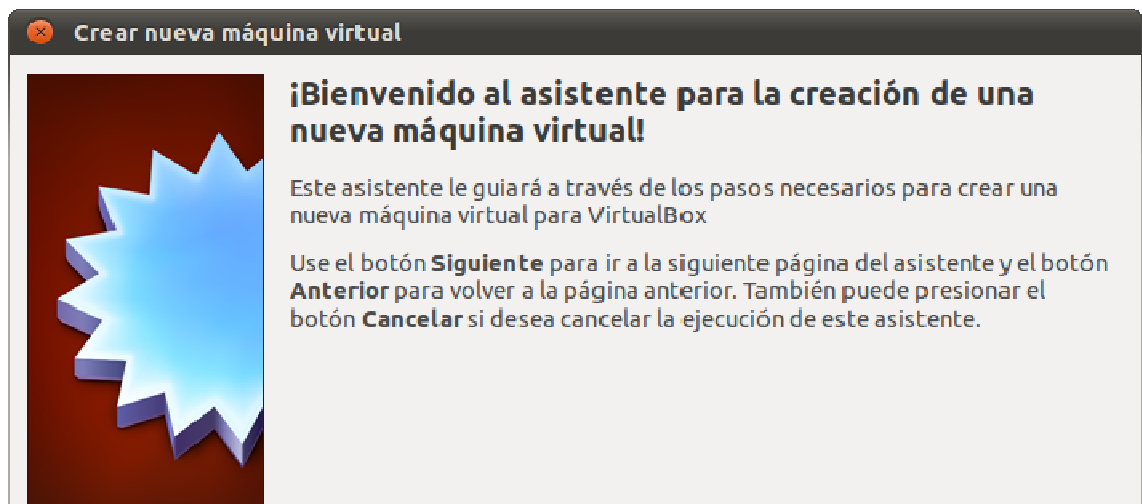 Crear nueva máquina virtual
¡Bienvenido al asistente para la creación de una
nueva máquina virtual!
Este asistente le guiará a través de los pasos necesarios para crear una
nueva máquina virtual para VirtualBox
Use el botón Siguiente para ir a la siguiente página del asistente y el botón
Anterior para volver a la página anterior. También puede presionar el
botón Cancelar si desea cancelar la ejecución de este asistente.